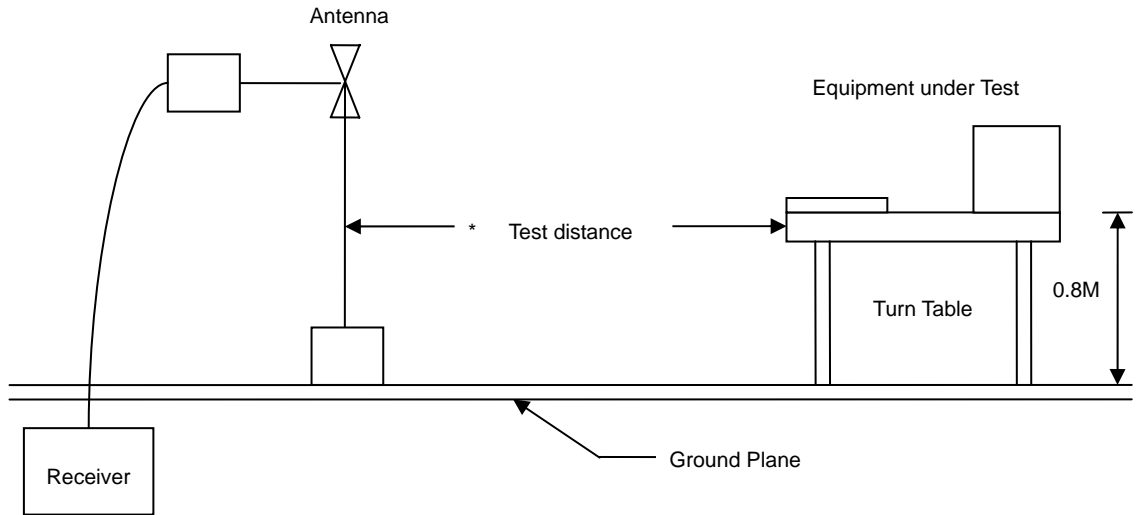 Antenna
Equipment under Test
* Test distance
0.8M
Turn Table
Ground Plane
Receiver